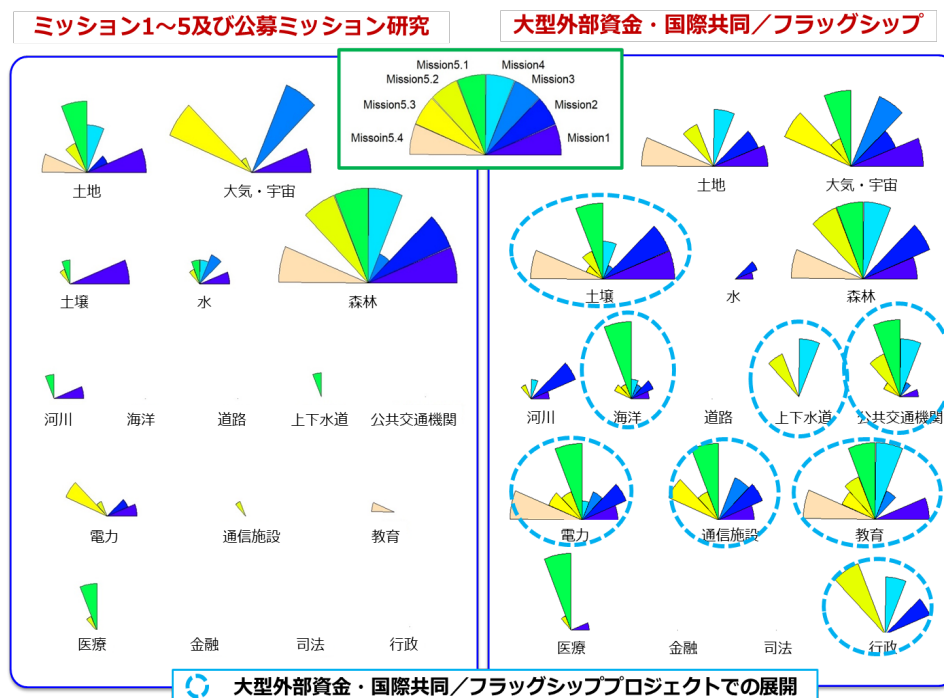 ミッション1～5及び公募ミッション研究
大型外部資金・国際共同／フラッグシップ
Mission5.1
Mission4
Mission5.2
Mission3
Mission5.3
Mission2
Missoin5.4
Mission1
土地
大気・宇宙
土壌
水
森林
河川
海洋
道路
上下水道
公共交通機関
電力
通信施設
教育
医療
金融
司法
行政
土地
大気・宇宙
土壌
水
森林
河川
海洋
道路
上下水道
公共交通機関
電力
通信施設
教育
医療
金融
司法
行政
大型外部資金・国際共同／フラッグシッププロジェクトでの展開